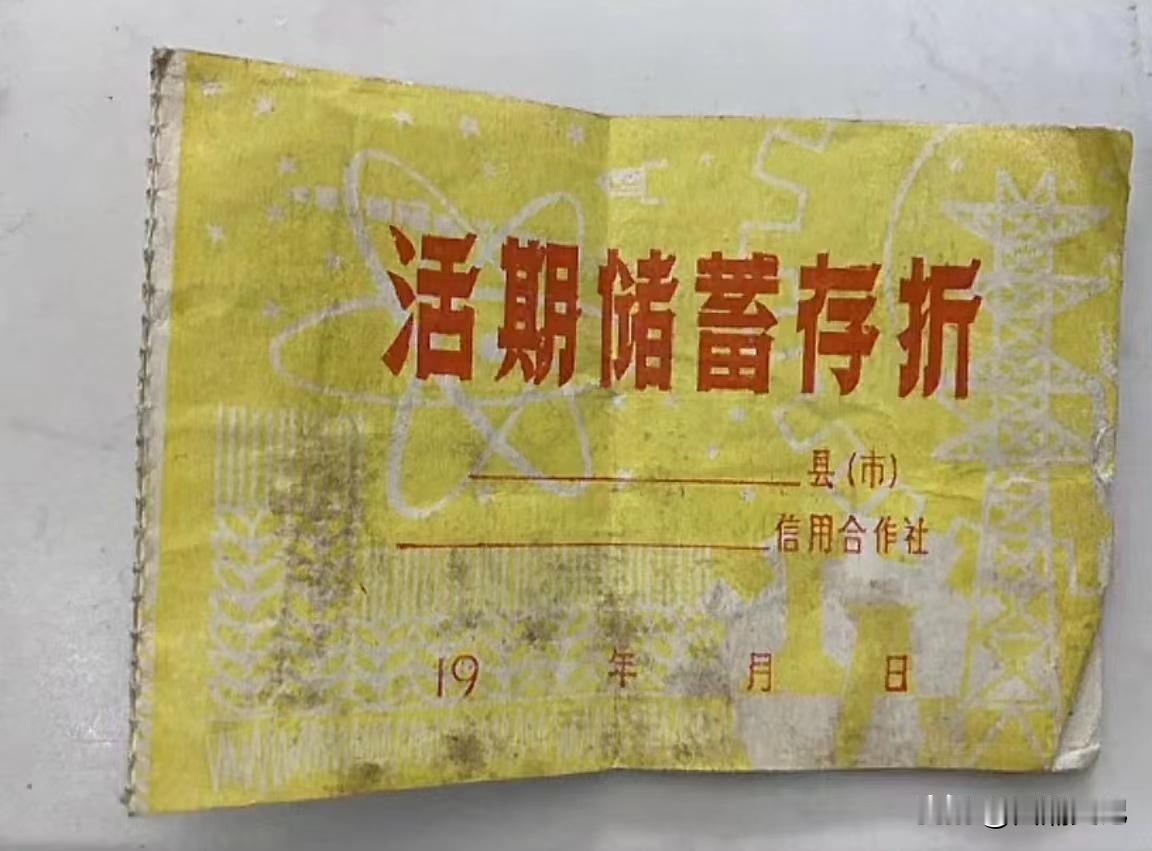 活期储蓄存折
县(市)
信用合作社
19 年 月 日